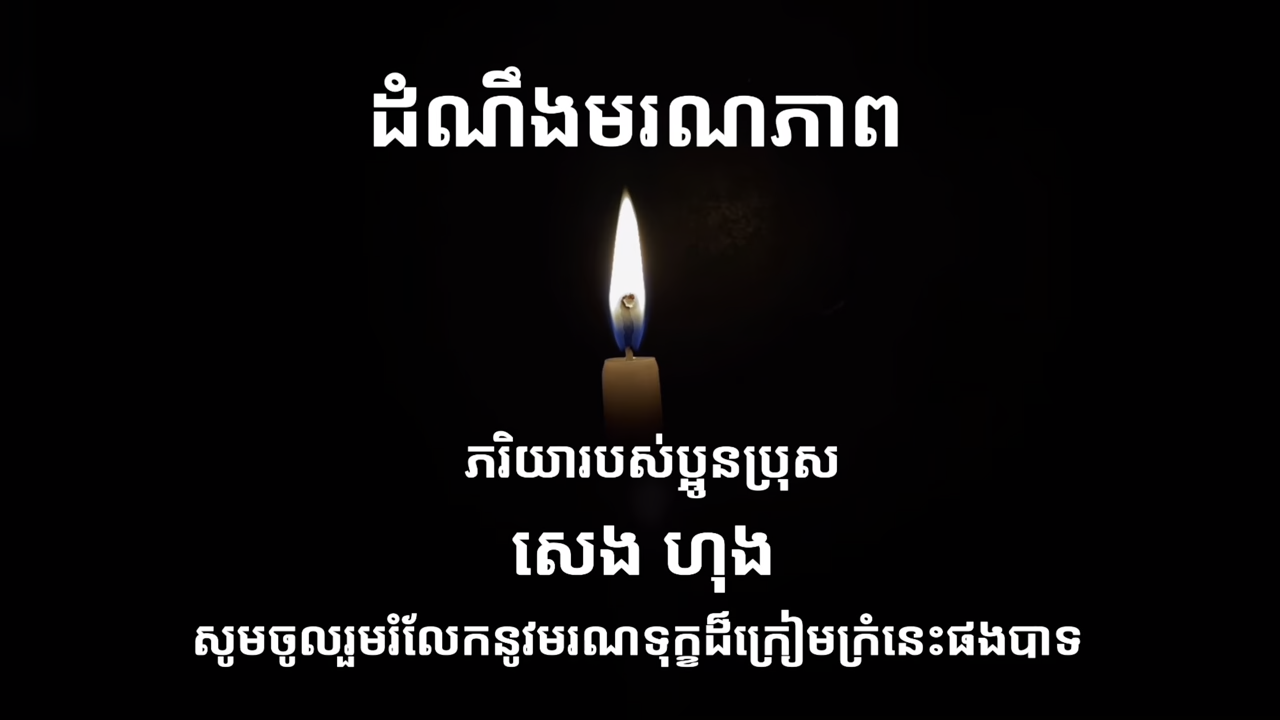 ដំណឹងមរណភាព
ភរិយារបស់ប្អូនប្រុស
សេង ហុង
សូមចូលរួមរំលែកនូវមរណទុក្ខដ៏ក្រៀមក្រំនេះផងបាទ